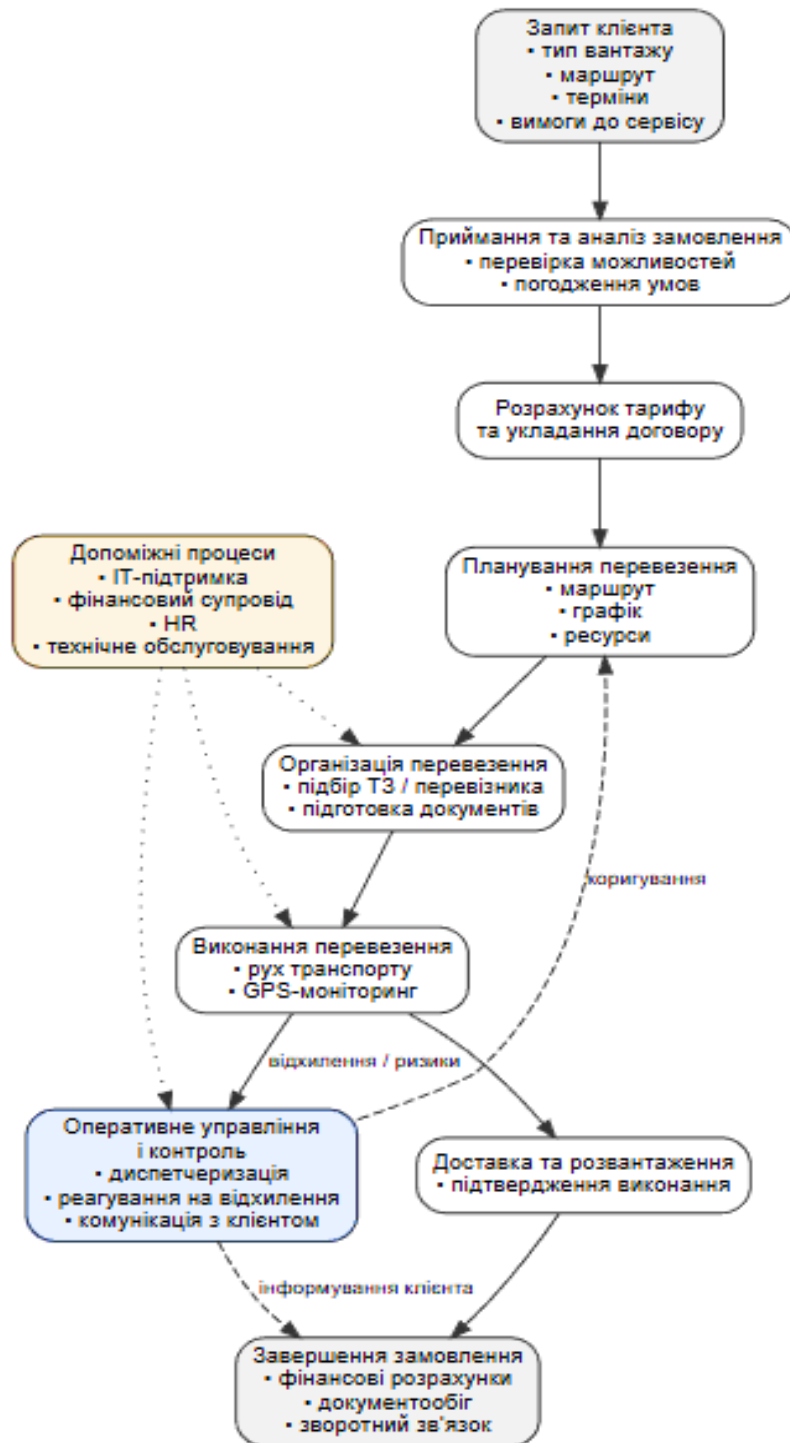 Запит клієнта
▪ тип вантажу
▪ маршрут
▪ терміни
▪ вимоги до сервісу
Приймання та аналіз замовлення
▪ перевірка можливостей
▪ погодження умов
Розрахунок тарифу
та укладання договору
Допоміжні процеси
▪ ІТ-підтримка
▪ фінансовий супровід
▪ HR
▪ технічне обслуговування
Планування перевезення
▪ маршрут
▪ графік
▪ ресурси
Організація перевезення
▪ підбір ТЗ / перевізника
▪ підготовка документів
коригування
Виконання перевезення
▪ рух транспорту
▪ GPS-моніторинг
відхилення / ризики
Оперативне управління
і контроль
▪ диспетчеризація
▪ реагування на відхилення
▪ комунікація з клієнтом
Доставка та розвантаження
▪ підтвердження виконання
інформування клієнта
Завершення замовлення
▪ фінансові розрахунки
▪ документообіг
▪ зворотний зв'язок